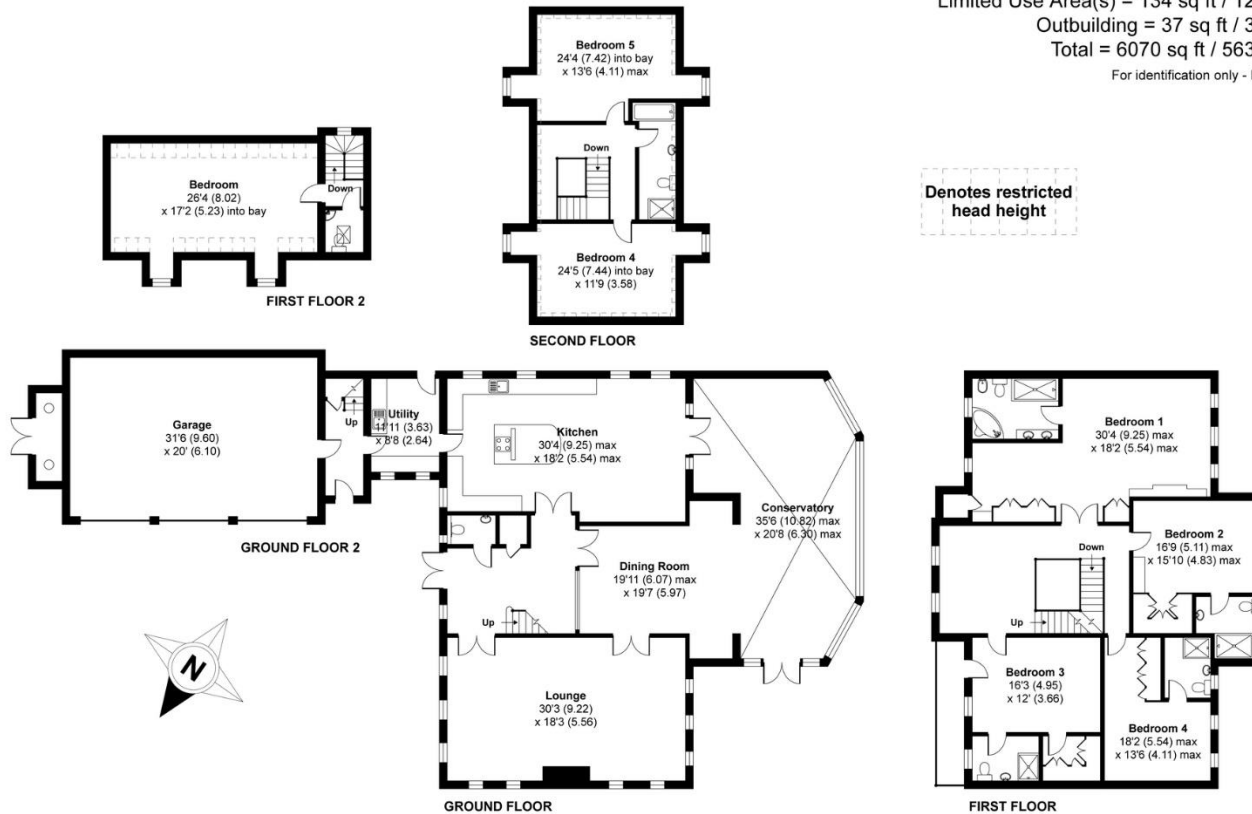 Limited Use Area(s) = 134 sq ft / 12
Outbuilding = 37 sq ft / 3
Total = 6070 sq ft / 563
For identification only -
Denotes restricted
head height
Bedroom 5
24'4 (7.42) into bay
x 13'6 (4.11) max
Down
Bedroom 4
24'5 (7.44) into bay
x 11'9 (3.58)
SECOND FLOOR
Bedroom
26'4 (8.02)
x 17'2 (5.23) into bay
Down
FIRST FLOOR 2
Garage
31'6 (9.60)
x 20' (6.10)
Up
GROUND FLOOR 2
Utility
11'11 (3.63)
x 8'8 (2.64)
Kitchen
30'4 (9.25) max
x 18'2 (5.54) max
Conservatory
35'6 (10.82) max
x 20'8 (6.30) max
Dining Room
19'11 (6.07) max
x 19'7 (5.97)
Up
Lounge
30'3 (9.22)
x 18'3 (5.56)
GROUND FLOOR
N
Bedroom 1
30'4 (9.25) max
x 18'2 (5.54) max
Bedroom 2
16'9 (5.11) max
x 15'10 (4.83) max
Down
Up
Bedroom 3
16'3 (4.95)
x 12' (3.66)
Bedroom 4
18'2 (5.54) max
x 13'6 (4.11) max
FIRST FLOOR